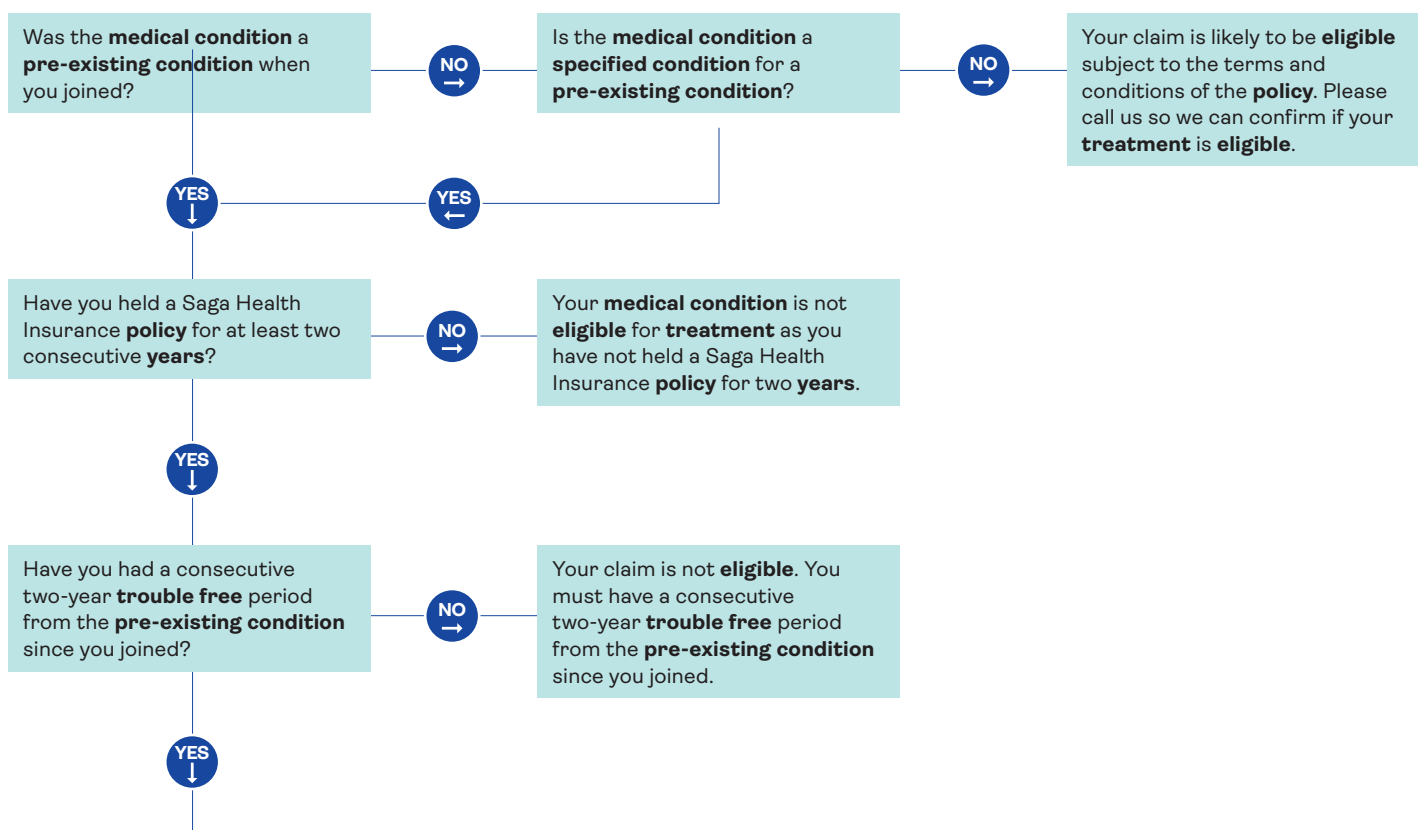 Was the medical condition a
pre-existing condition when
you joined?
NO
→
Is the medical condition a
specified condition for a
pre-existing condition?
NO
→
Your claim is likely to be eligible
subject to the terms and
conditions of the policy. Please
call us so we can confirm if your
treatment is eligible.
YES
↓
YES
←
Have you held a Saga Health
Insurance policy for at least two
consecutive years?
NO
→
Your medical condition is not
eligible for treatment as you
have not held a Saga Health
Insurance policy for two years.
YES
↓
Have you had a consecutive
two-year trouble free period
from the pre-existing condition
since you joined?
NO
→
Your claim is not eligible. You
must have a consecutive
two-year trouble free period
from the pre-existing condition
since you joined.
YES
↓